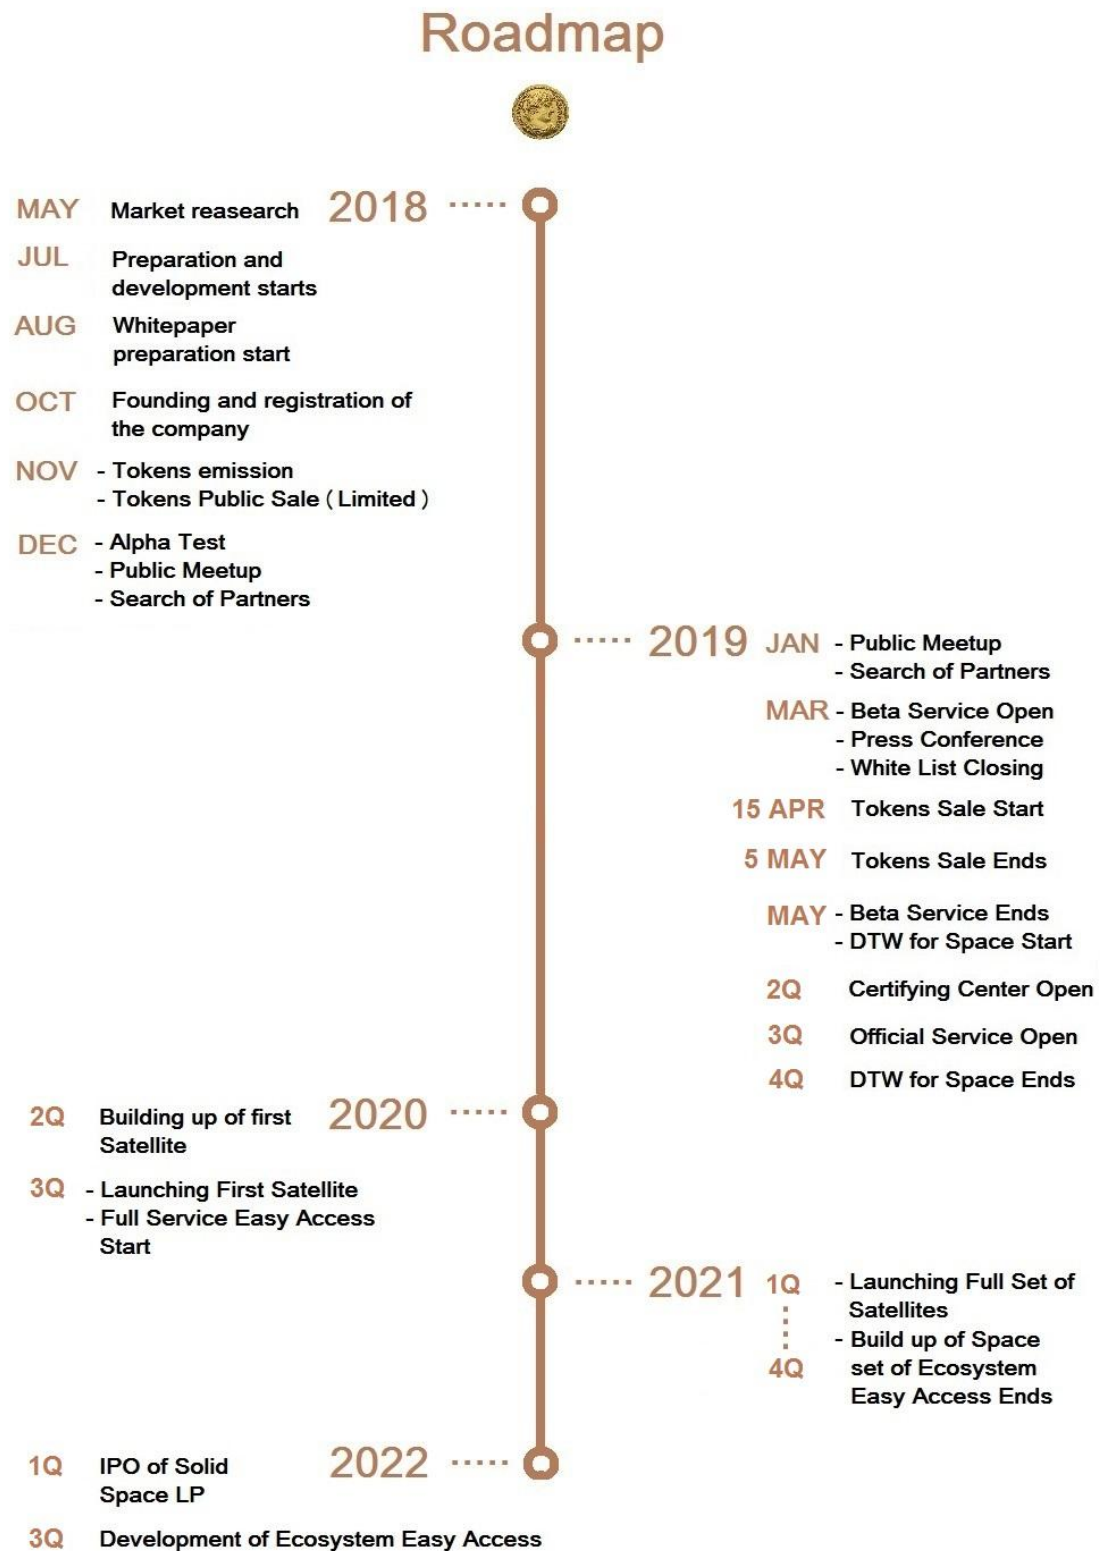 Roadmap
2018
MAY Market reasearch
JUL Preparation and
development starts
AUG Whitepaper
preparation start
OCT Founding and registration of
the company
NOV - Tokens emission
- Tokens Public Sale ( Limited )
DEC - Alpha Test
- Public Meetup
- Search of Partners
2019
JAN - Public Meetup
- Search of Partners
MAR - Beta Service Open
- Press Conference
- White List Closing
15 APR Tokens Sale Start
5 MAY Tokens Sale Ends
MAY - Beta Service Ends
- DTW for Space Start
2Q Certifying Center Open
3Q Official Service Open
4Q DTW for Space Ends
2020
2Q Building up of first
Satellite
3Q - Launching First Satellite
- Full Service Easy Access
Start
2021
1Q - Launching Full Set of
Satellites
- Build up of Space
4Q set of Ecosystem
Easy Access Ends
2022
1Q IPO of Solid
Space LP
3Q Development of Ecosystem Easy Access